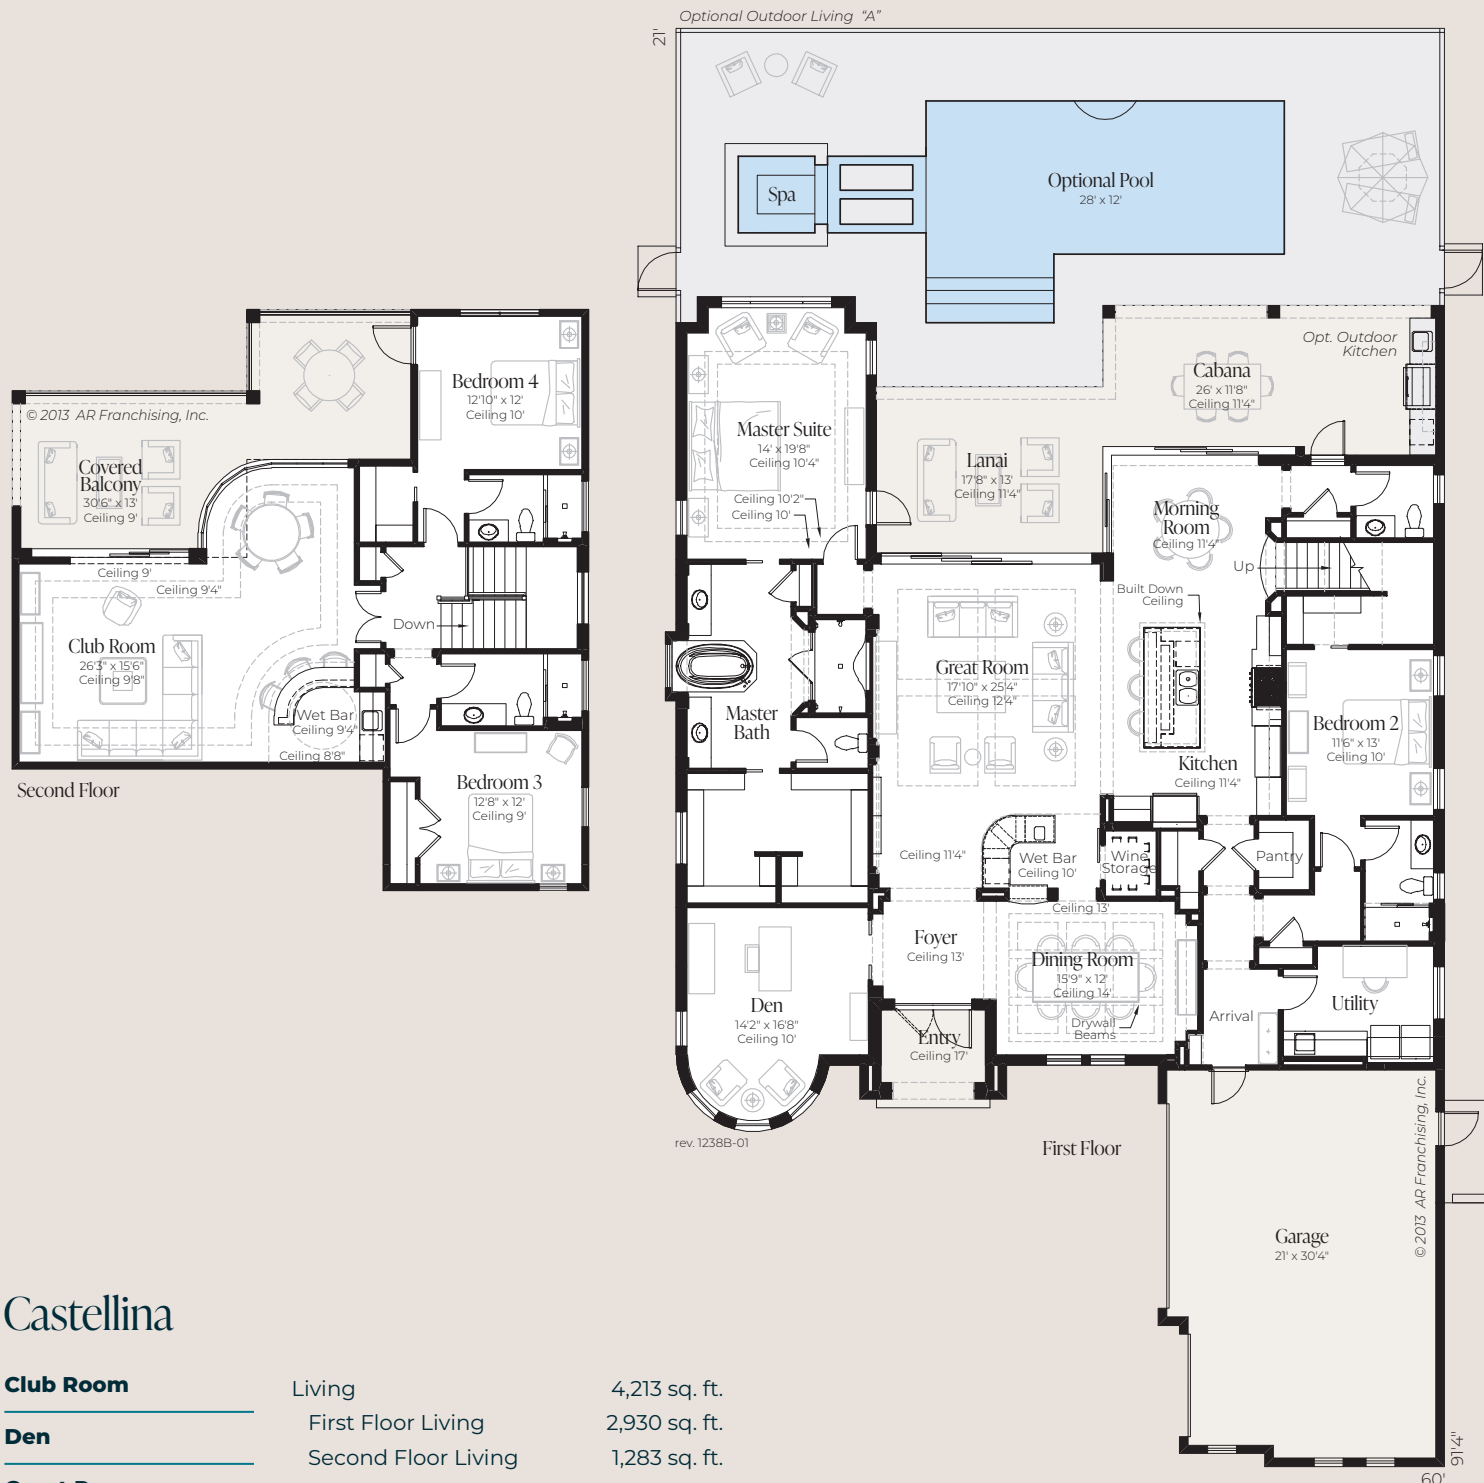 Optional Outdoor Living "A"
21'
Spa
Optional Pool
28' x 12'
Opt. Outdoor
Kitchen
Cabana
26' x 11'8"
Ceiling 11'4"
Master Suite
14' x 19'8"
Ceiling 10'4"
Ceiling 10'2"
Ceiling 10'
Lanai
17'8" x 13'
Ceiling 11'4"
Morning
Room
Ceiling 11'4"
Up
Built Down
Ceiling
Great Room
17'10" x 25'4"
Ceiling 12'4"
Master
Bath
Bedroom 2
11'6" x 13'
Ceiling 10'
Kitchen
Ceiling 11'4"
Ceiling 11'4"
Wet Bar
Ceiling 10'
Wine
Storage
Pantry
Ceiling 13'
Foyer
Ceiling 13'
Dining Room
15'9" x 12'
Ceiling 14'
Drywall
Beams
Den
14'2" x 16'8"
Ceiling 10'
Entry
Ceiling 17'
Arrival
Utility
rev. 1238B-01
First Floor
© 2013 AR Franchising, Inc.
Garage
21' x 30'4"
91'4"
60'
© 2013 AR Franchising, Inc.
Bedroom 4
12'10" x 12'
Ceiling 10'
Covered
Balcony
30'6" x 13'
Ceiling 9'
Ceiling 9'
Ceiling 9'4"
Down
Club Room
26'3" x 15'6"
Ceiling 9'8"
Wet Bar
Ceiling 9'4"
Ceiling 8'8"
Bedroom 3
12'8" x 12'
Ceiling 9'
Second Floor
Castellina
Club Room
Den
Living 4,213 sq. ft.
First Floor Living 2,930 sq. ft.
Second Floor Living 1,283 sq. ft.